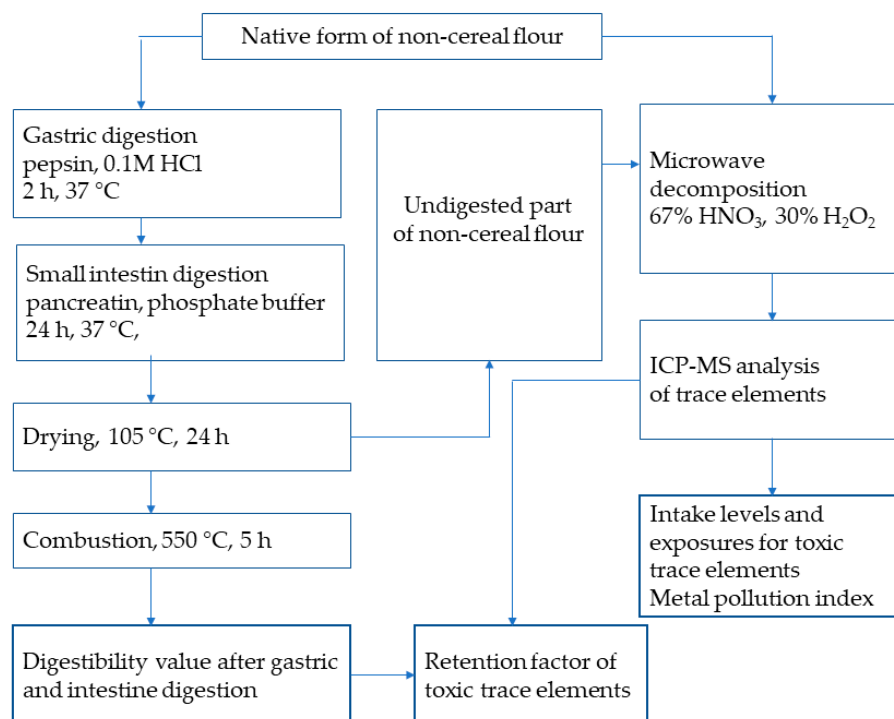 Native form of non-cereal flour
Gastric digestion
pepsin, 0.1M HCl
2 h, 37 °C
Small intestin digestion
pancreatin, phosphate buffer
24 h, 37 °C,
Drying, 105 °C, 24 h
Combustion, 550 °C, 5 h
Digestibility value after gastric
and intestine digestion
Undigested part
of non-cereal flour
Microwave
decomposition
67% HNO₃, 30% H₂O₂
ICP-MS analysis
of trace elements
Intake levels and
exposures for toxic
trace elements
Metal pollution index
Retention factor of
toxic trace elements